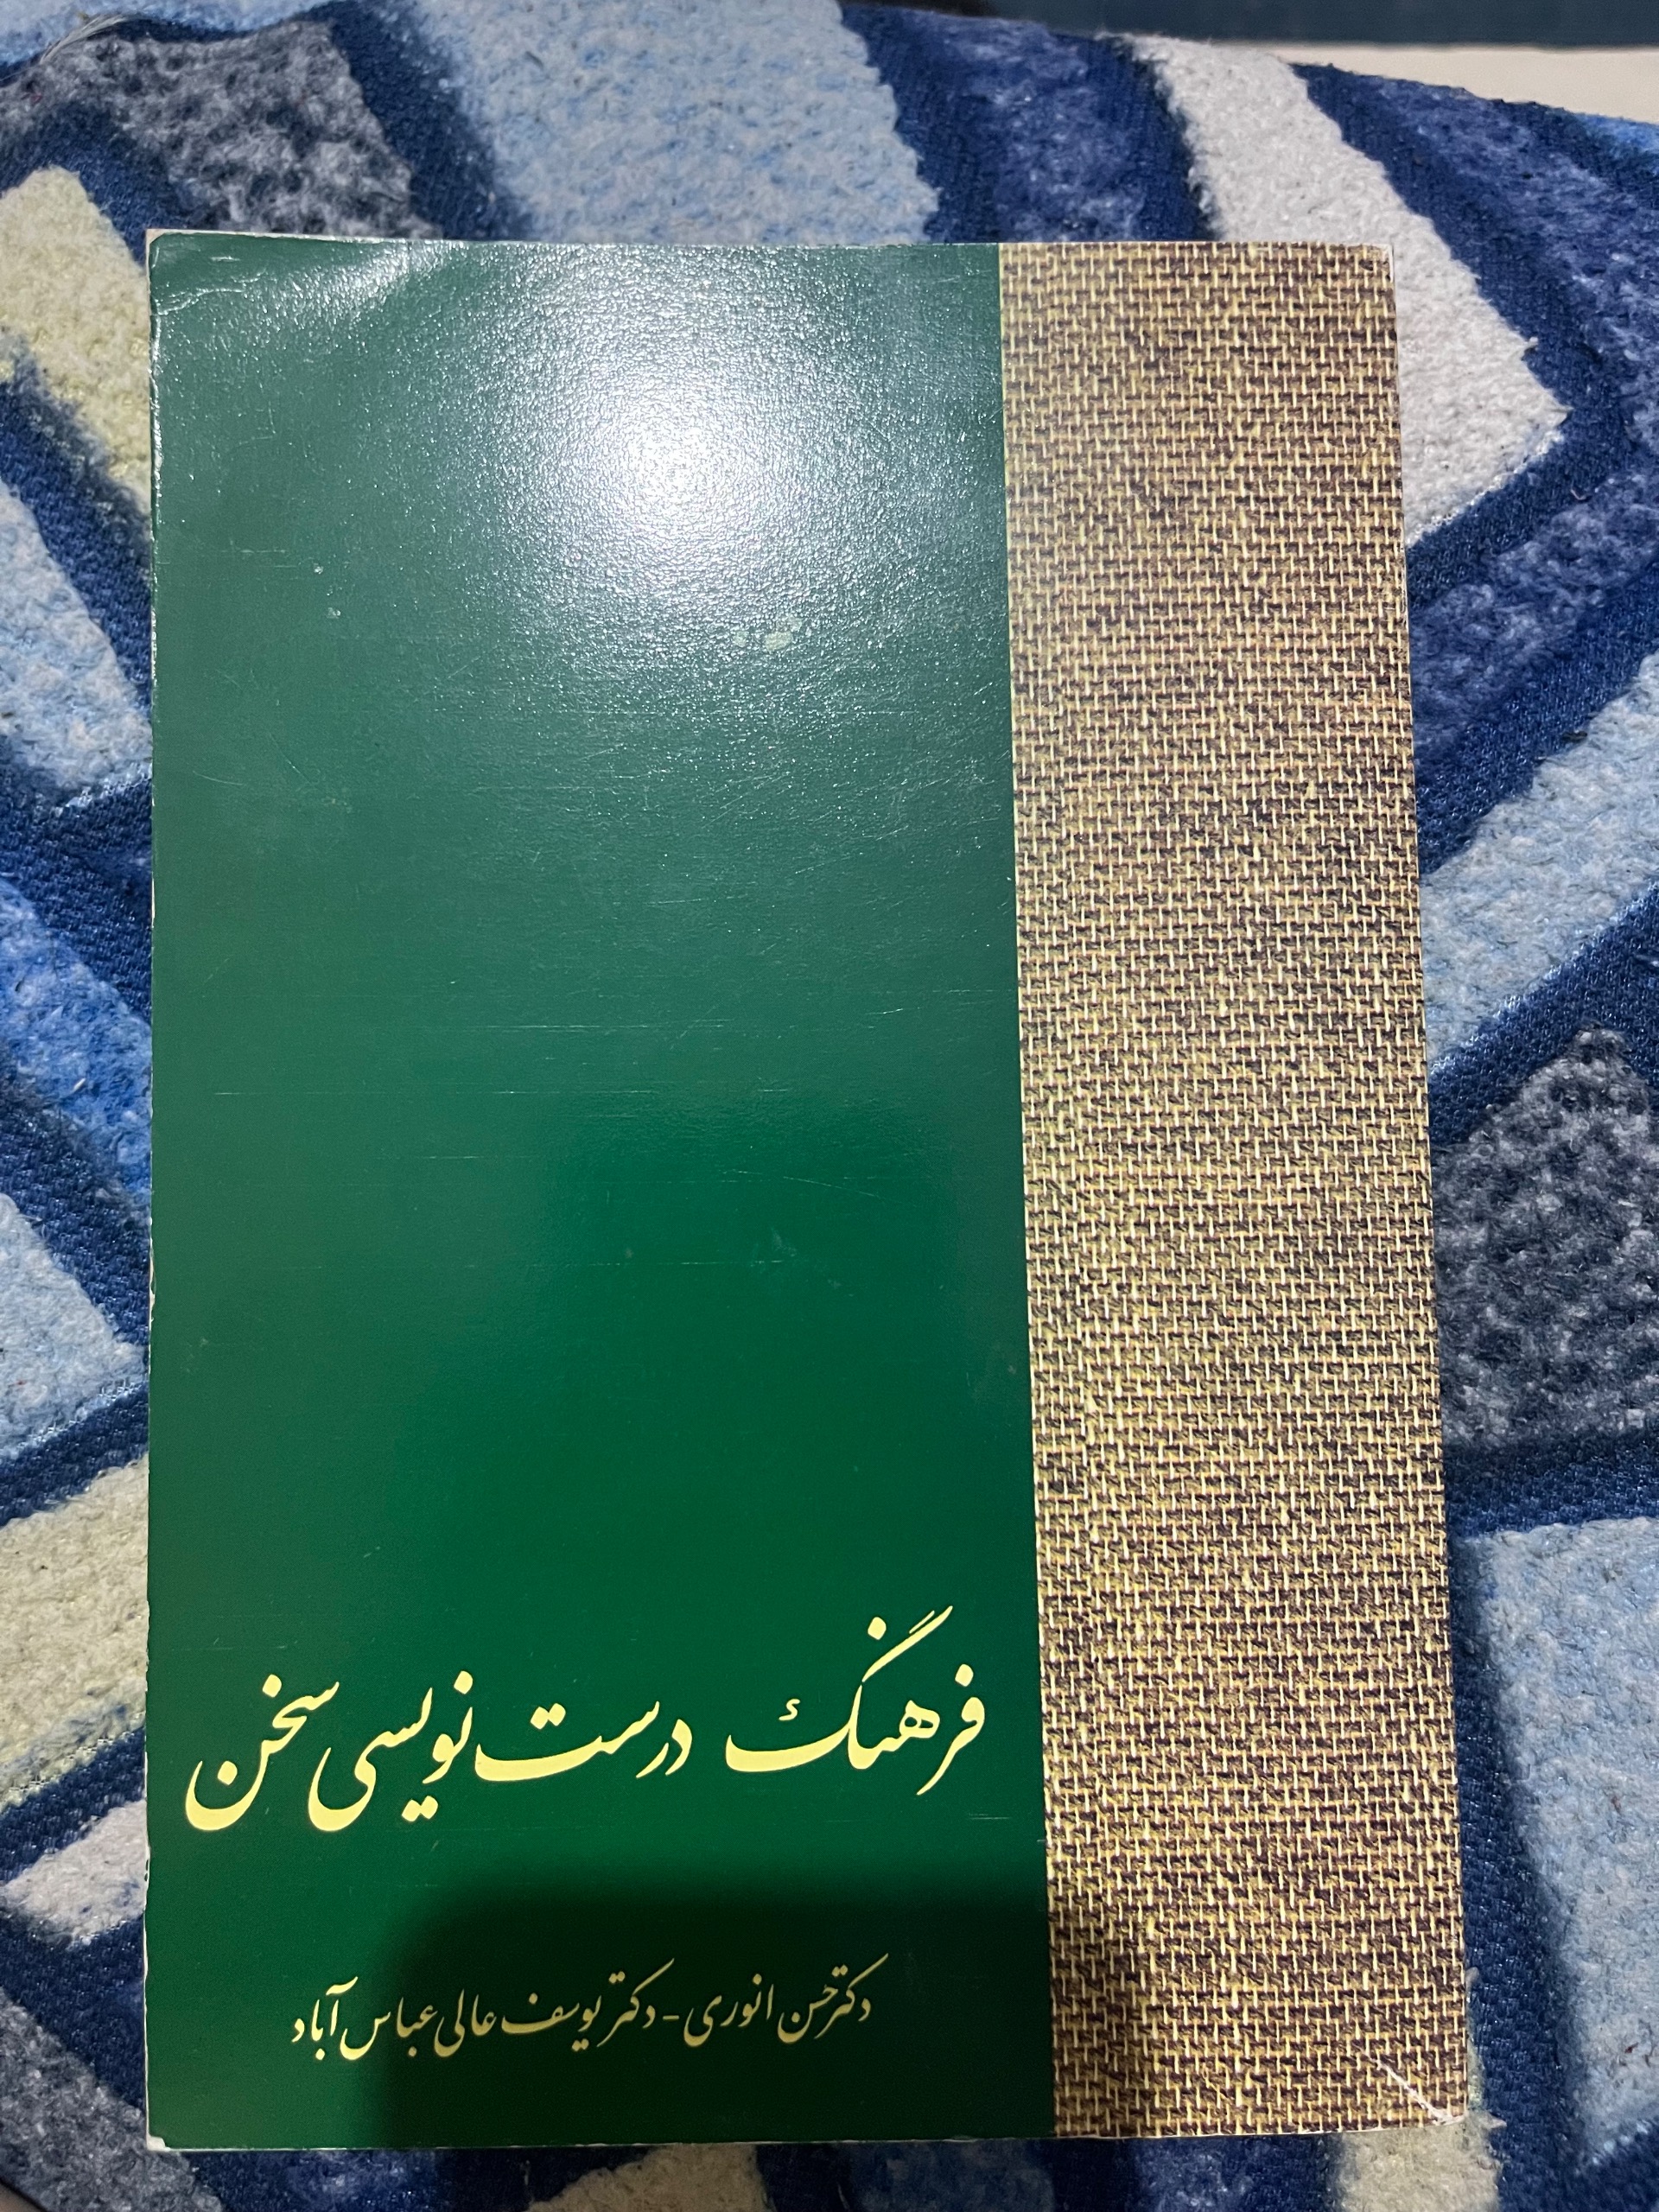 فرهنگ درست‌نویسی سخن
دکتر حسن انوری - دکتر یوسف عالی عباس‌آباد